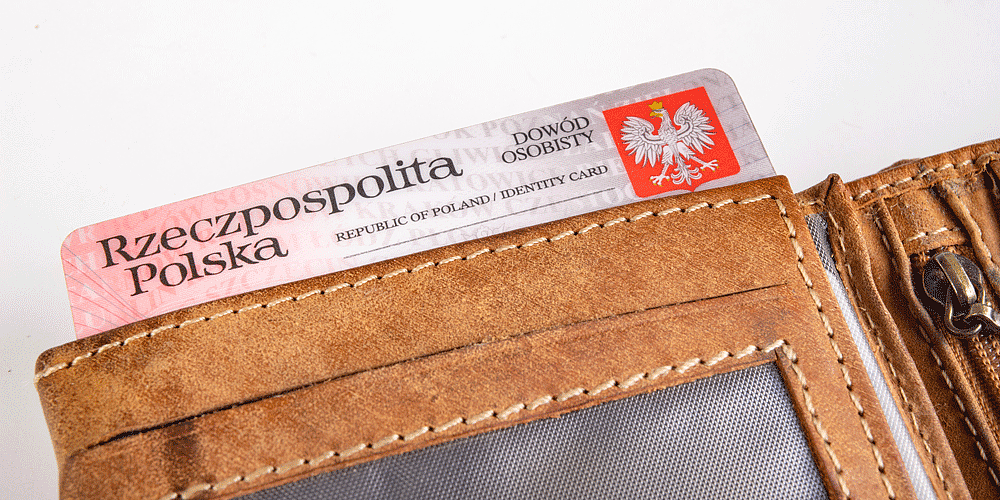 Rzeczpospolita
Polska
DOWÓD
OSOBISTY
REPUBLIC OF POLAND / IDENTITY CARD